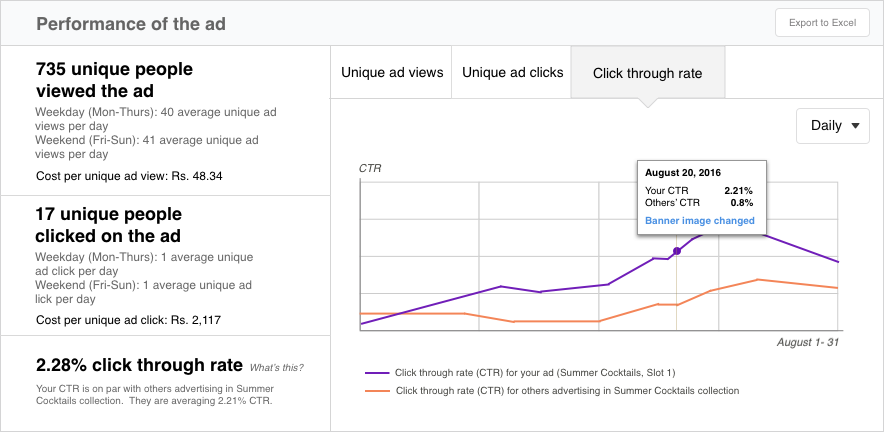 Performance of the ad
Export to Excel
735 unique people
viewed the ad
Weekday (Mon-Thurs): 40 average unique ad
views per day
Weekend (Fri-Sun): 41 average unique ad
views per day
Cost per unique ad view: Rs. 48.34
17 unique people
clicked on the ad
Weekday (Mon-Thurs): 1 average unique
ad click per day
Weekend (Fri-Sun): 1 average unique ad
lick per day
Cost per unique ad click: Rs. 2,117
2.28% click through rate What's this?
Your CTR is on par with others advertising in Summer
Cocktails collection. They are averaging 2.21% CTR.
Unique ad views
Unique ad clicks
Click through rate
Daily
CTR
August 20, 2016
Your CTR 2.21%
Others' CTR 0.8%
Banner image changed
August 1- 31
Click through rate (CTR) for your ad (Summer Cocktails, Slot 1)
Click through rate (CTR) for others advertising in Summer Cocktails collection